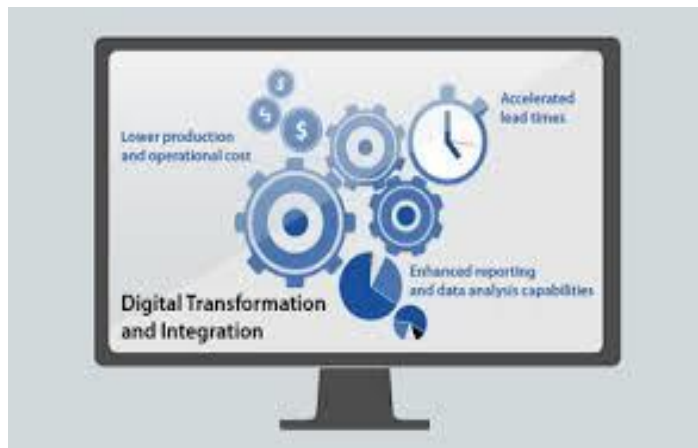 $
$
$
Accelerated
lead times
Lower production
and operational cost
Enhanced reporting
and data analysis capabilities
Digital Transformation
and Integration